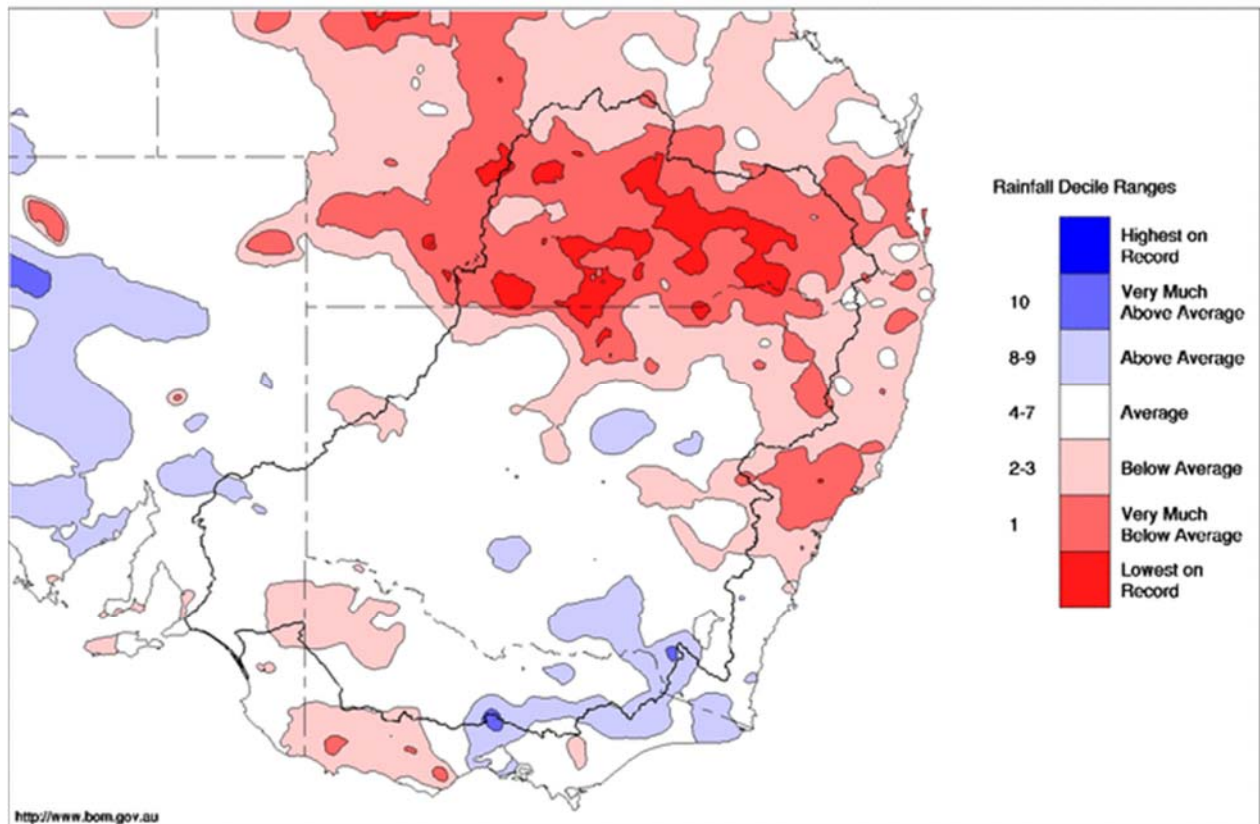 Rainfall Decile Ranges
Highest on
Record
10
Very Much
Above Average
8-9
Above Average
4-7
Average
2-3
Below Average
1
Very Much
Below Average
Lowest on
Record
http://www.bom.gov.au